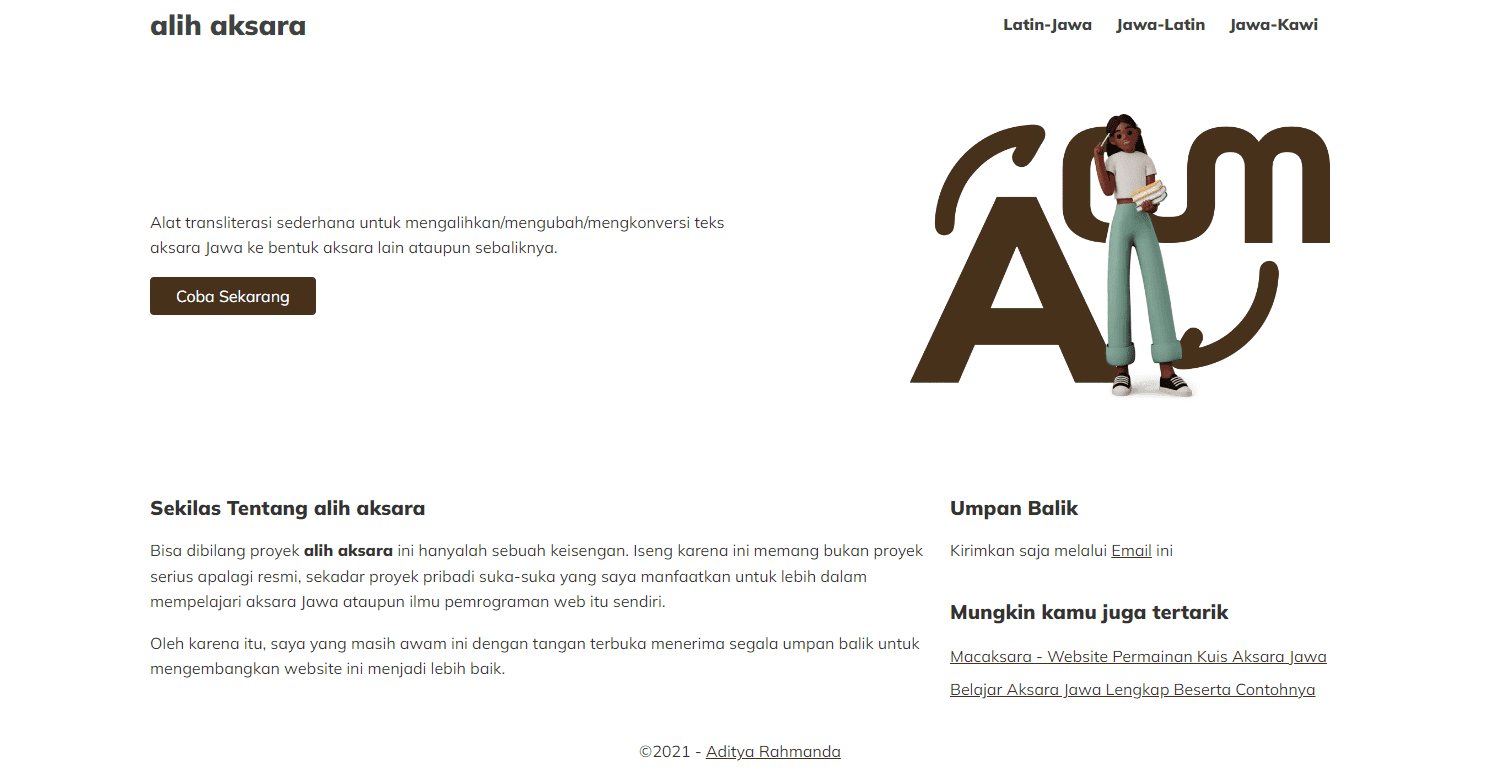 alih aksara
Latin-Jawa Jawa-Latin Jawa-Kawi
Alat transliterasi sederhana untuk mengalihkan/mengubah/mengkonversi teks
aksara Jawa ke bentuk aksara lain ataupun sebaliknya.
Coba Sekarang
A
Sekilas Tentang alih aksara
Bisa dibilang proyek alih aksara ini hanyalah sebuah keisengan. Iseng karena ini memang bukan proyek
serius apalagi resmi, sekadar proyek pribadi suka-suka yang saya manfaatkan untuk lebih dalam
mempelajari aksara Jawa ataupun ilmu pemrograman web itu sendiri.
Oleh karena itu, saya yang masih awam ini dengan tangan terbuka menerima segala umpan balik untuk
mengembangkan website ini menjadi lebih baik.
Umpan Balik
Kirimkan saja melalui Email ini
Mungkin kamu juga tertarik
Macaksara - Website Permainan Kuis Aksara Jawa
Belajar Aksara Jawa Lengkap Beserta Contohnya
©2021 - Aditya Rahmanda